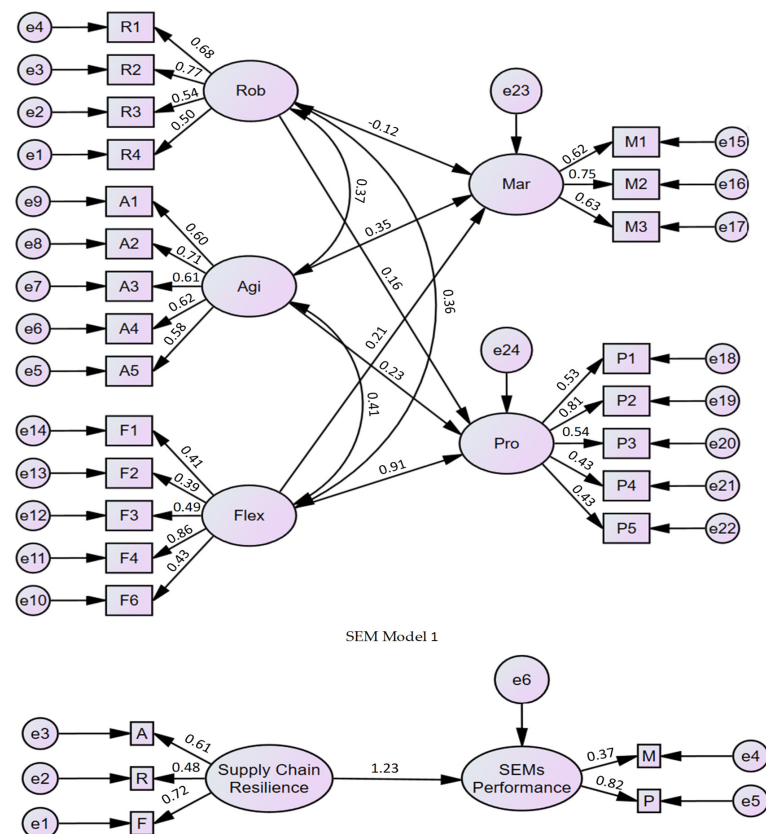 e4 R1 0.68
e3 R2 0.77 Rob
e2 R3 0.54
e1 R4 0.50
e23
-0.12
Mar
0.62 M1 e15
0.75 M2 e16
0.63 M3 e17
0.37
e9 A1 0.60
e8 A2 0.71
e7 A3 0.61 Agi
e6 A4 0.62
e5 A5 0.58
0.35
0.16
0.36
0.21
0.23
0.41
e24
Pro
0.53 P1 e18
0.81 P2 e19
0.54 P3 e20
0.43 P4 e21
0.43 P5 e22
e14 F1 0.41
e13 F2 0.39
e12 F3 0.49 Flex
e11 F4 0.86
e10 F6 0.43
0.91
SEM Model 1
e6
e3 A 0.61
e2 R 0.48
e1 F 0.72
Supply Chain
Resilience
1.23
SEMs
Performance
0.37 M e4
0.82 P e5